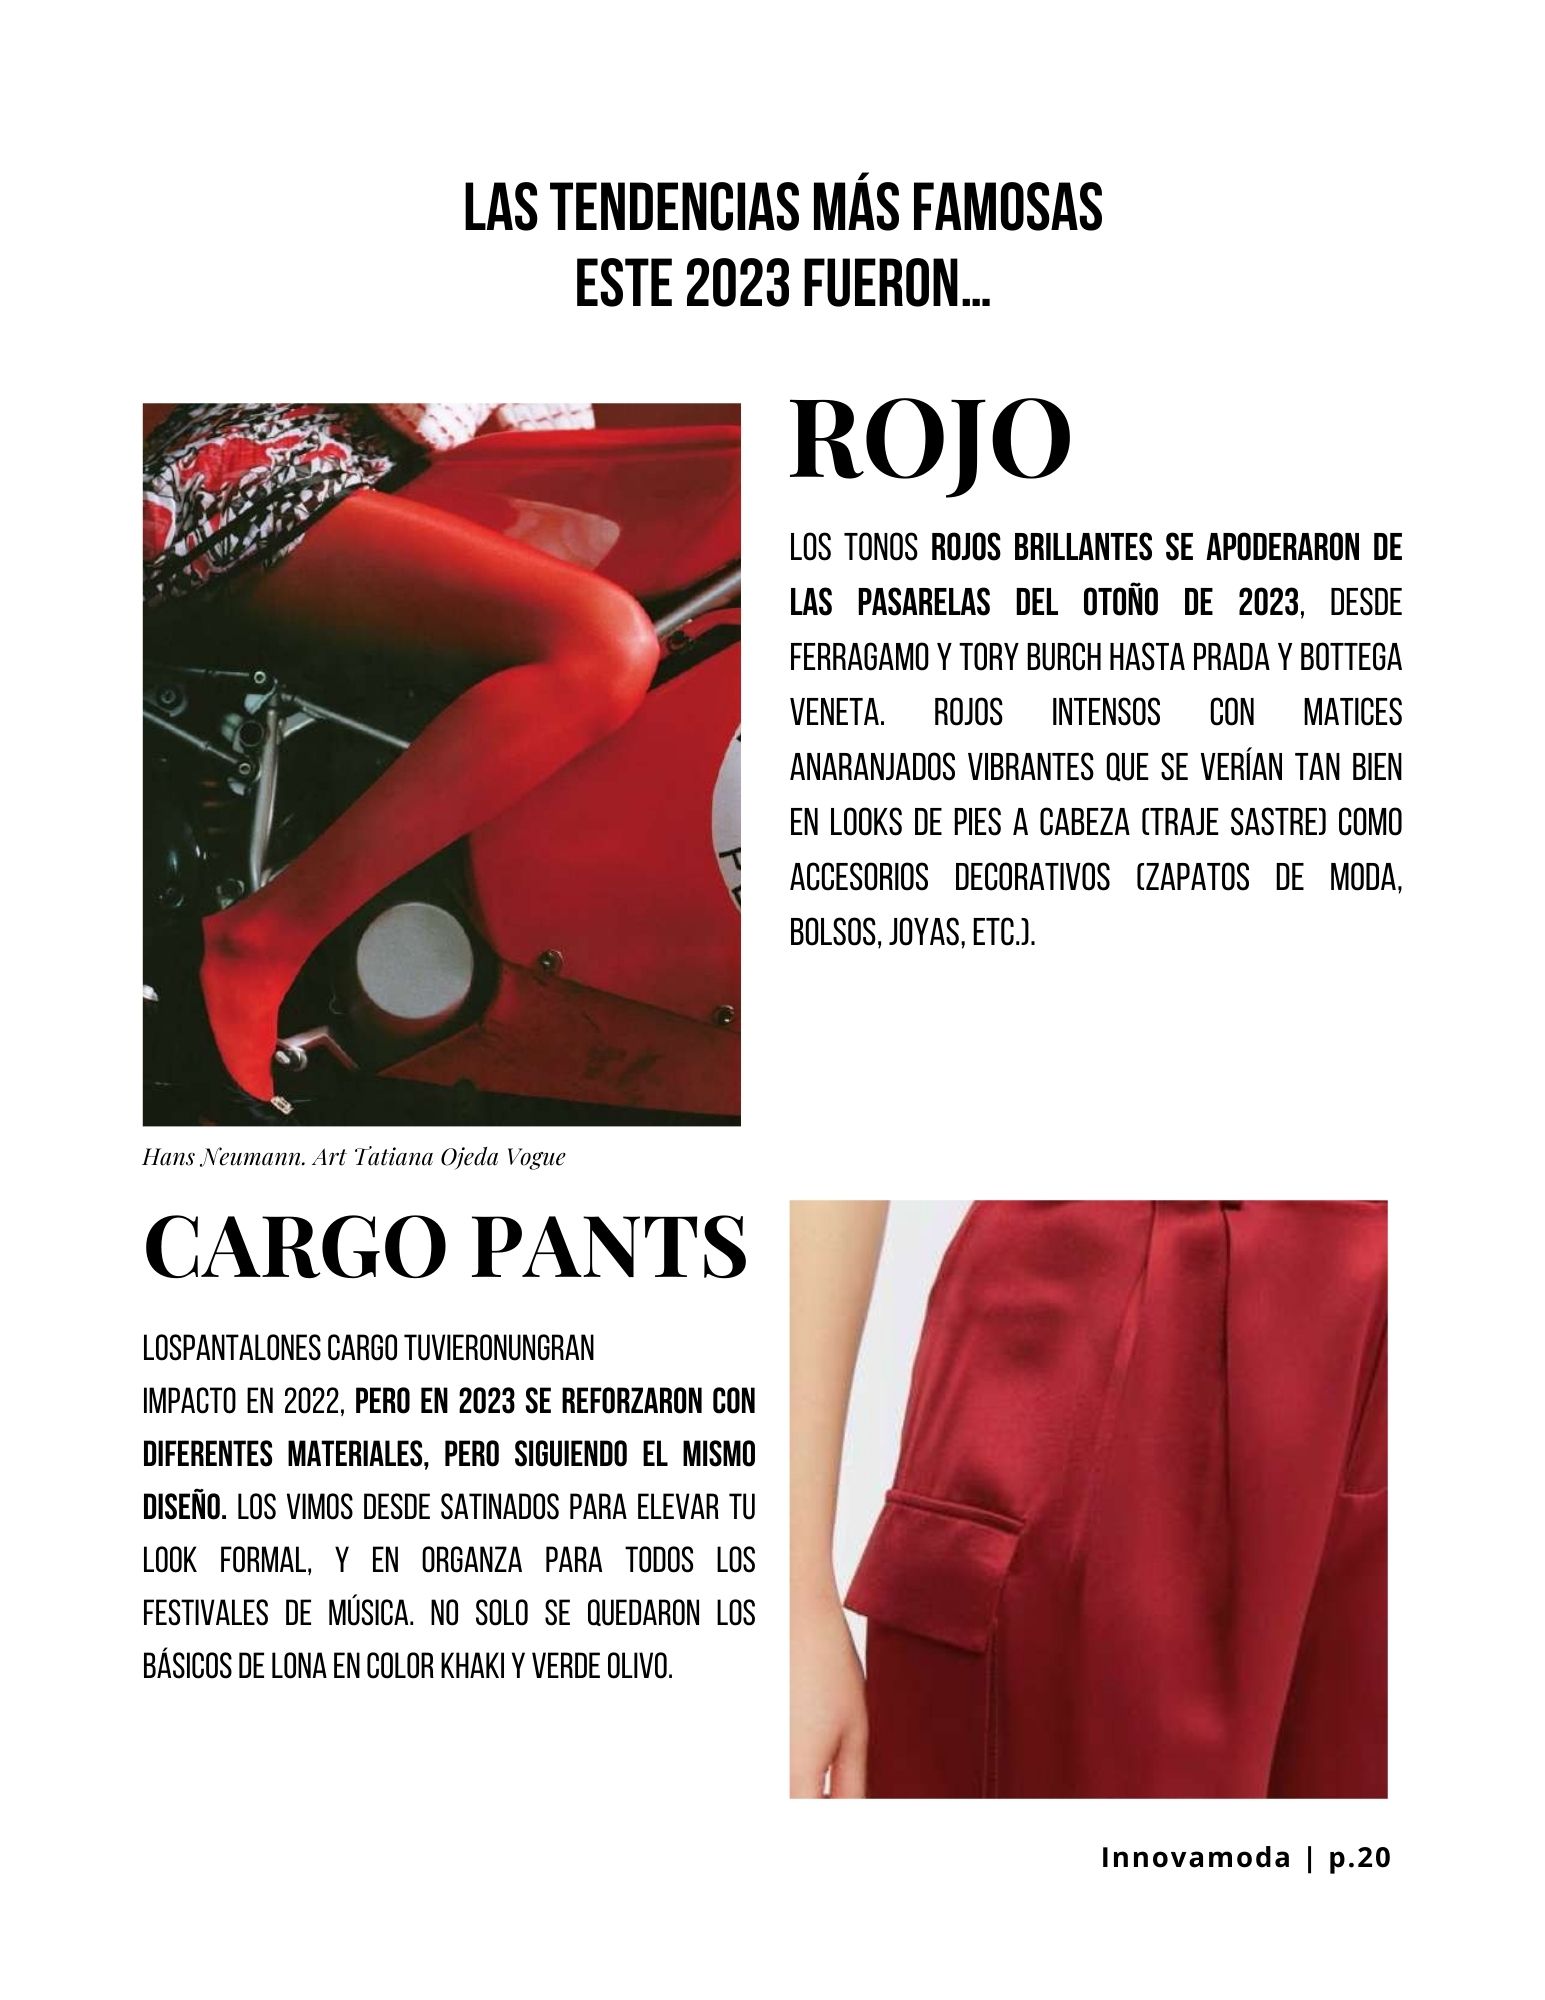 LAS TENDENCIAS MÁS FAMOSAS
ESTE 2023 FUERON...
ROJO
LOS TONOS ROJOS BRILLANTES SE APODERARON DE
LAS PASARELAS DEL OTOÑO DE 2023, DESDE
FERRAGAMO Y TORY BURCH HASTA PRADA Y BOTTEGA
VENETA. ROJOS INTENSOS CON MATICES
ANARANJADOS VIBRANTES QUE SE VERÍAN TAN BIEN
EN LOOKS DE PIES A CABEZA (TRAJE SASTRE) COMO
ACCESORIOS DECORATIVOS (ZAPATOS DE MODA,
BOLSOS, JOYAS, ETC.).
Hans Neumann. Art Tatiana Ojeda Vogue
CARGO PANTS
LOSPANTALONES CARGO TUVIERONUNGRAN
IMPACTO EN 2022, PERO EN 2023 SE REFORZARON CON
DIFERENTES MATERIALES, PERO SIGUIENDO EL MISMO
DISEÑO. LOS VIMOS DESDE SATINADOS PARA ELEVAR TU
LOOK FORMAL, Y EN ORGANZA PARA TODOS LOS
FESTIVALES DE MÚSICA. NO SOLO SE QUEDARON LOS
BÁSICOS DE LONA EN COLOR KHAKI Y VERDE OLIVO.
Innovamoda | p.20